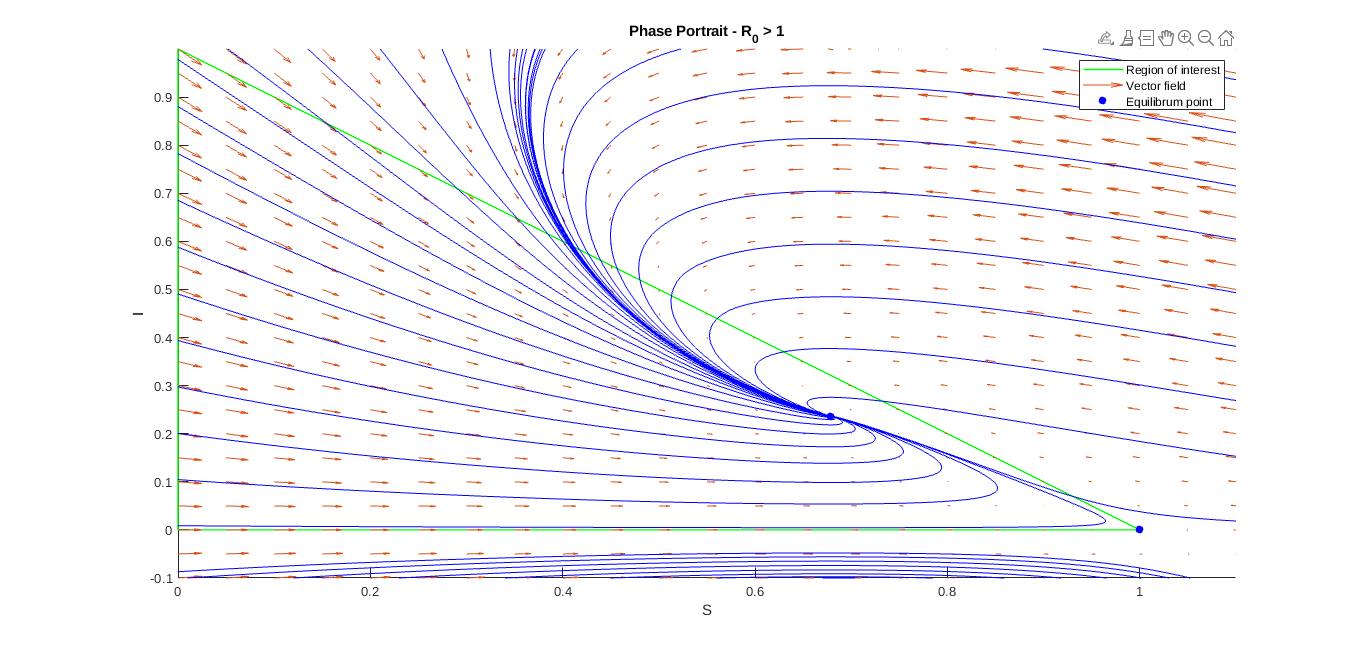 Phase Portrait - R0 > 1
Region of interest
Vector field
Equilibrum point
0.9
0.8
0.7
0.6
0.5
0.4
0.3
0.2
0.1
0
-0.1
I
0 0.2 0.4 0.6 0.8 1
S